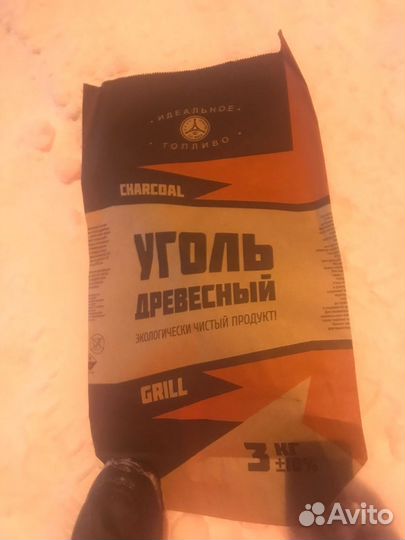 ИДЕАЛЬНОЕ
ТОПЛИВО
CHARCOAL
УГОЛЬ
ДРЕВЕСНЫЙ
ЭКОЛОГИЧЕСКИ ЧИСТЫЙ ПРОДУКТ!
GRILL
3 КГ
±10%
Avito